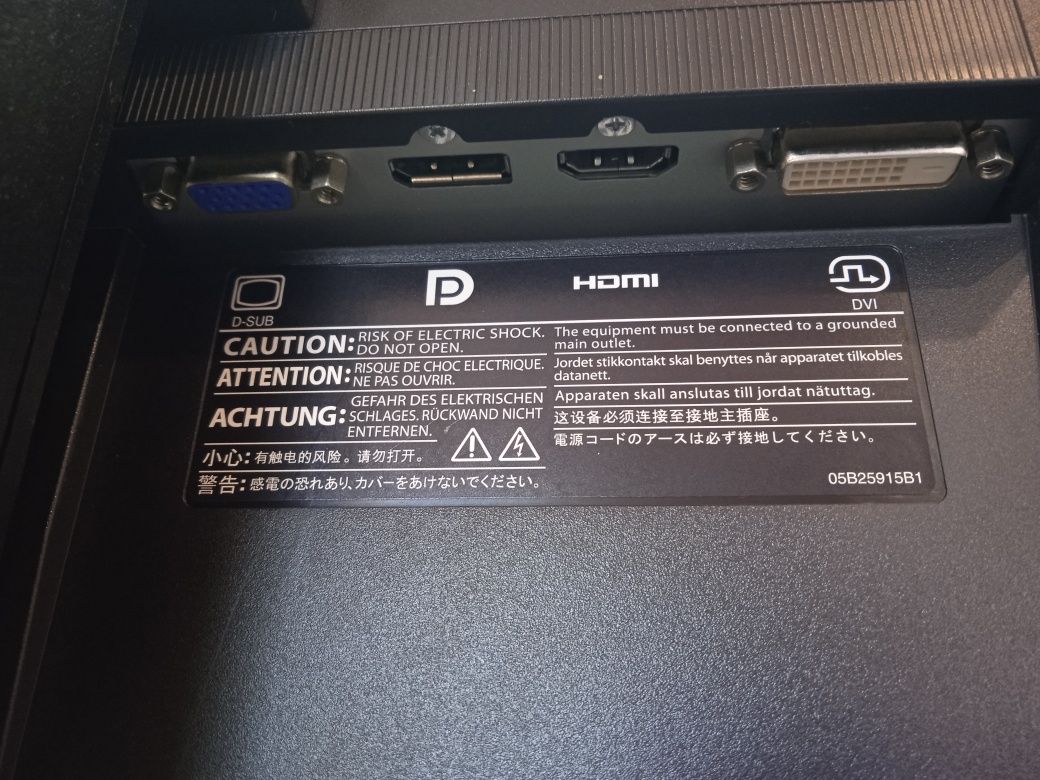 D-SUB
HDMI
DVI
CAUTION: RISK OF ELECTRIC SHOCK.
DO NOT OPEN.
ATTENTION: RISQUE DE CHOC ELECTRIQUE.
NE PAS OUVRIR.
ACHTUNG: GEFAHR DES ELEKTRISCHEN
SCHLAGES. RÜCKWAND NICHT
ENTFERNEN.
小心: 有触电的风险。请勿打开。
警告: 感電の恐れあり、カバーをあけないでください。
The equipment must be connected to a grounded
main outlet.
Jordet stikkontakt skal benyttes når apparatet tilkobles
datanett.
Apparaten skall anslutas till jordat nätuttag.
这设备必须连接至接地主插座。
電源コードのアースは必ず接地してください。
05B25915B1